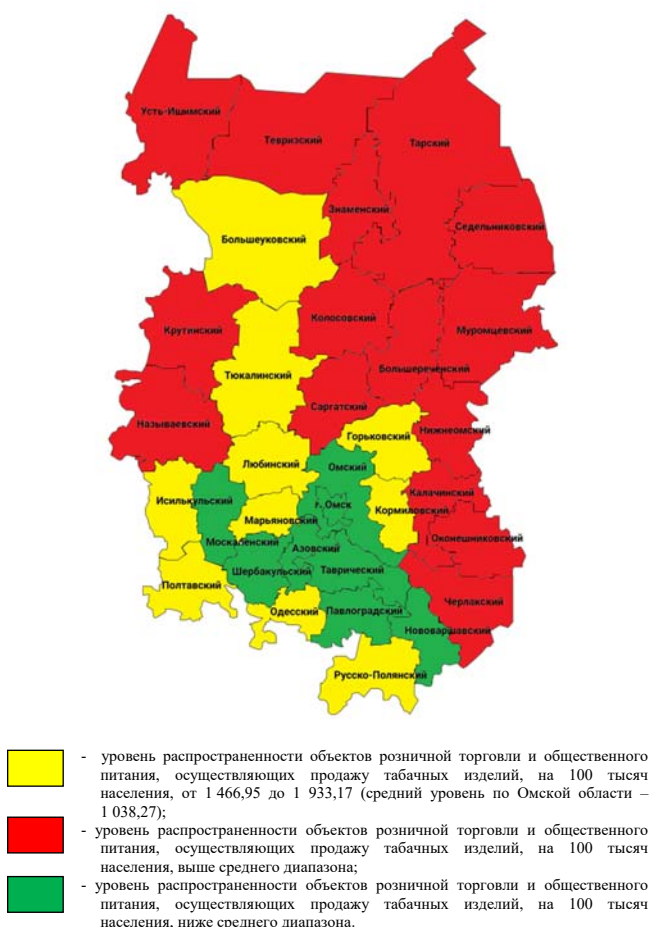 Усть-Ишимский
Тевризский
Тарский
Знаменский
Седельниковский
Большеуковский
Колосовский
Крутинский
Муромцевский
Тюкалинский
Большереченский
Саргатский
Называевский
Горьковский
Нижнеомский
Любинский
Омский
Исилькульский
Калачинский
г. Омск
Кормиловский
Марьяновский
Москаленский
Азовский
Оконешниковский
Шербакульский
Таврический
Полтавский
Одесский
Павлоградский
Черлакский
Нововаршавский
Русско-Полянский
- уровень распространенности объектов розничной торговли и общественного
питания, осуществляющих продажу табачных изделий, на 100 тысяч
населения, от 1 466,95 до 1 933,17 (средний уровень по Омской области –
1 038,27);
- уровень распространенности объектов розничной торговли и общественного
питания, осуществляющих продажу табачных изделий, на 100 тысяч
населения, выше среднего диапазона;
- уровень распространенности объектов розничной торговли и общественного
питания, осуществляющих продажу табачных изделий, на 100 тысяч
населения, ниже среднего диапазона.